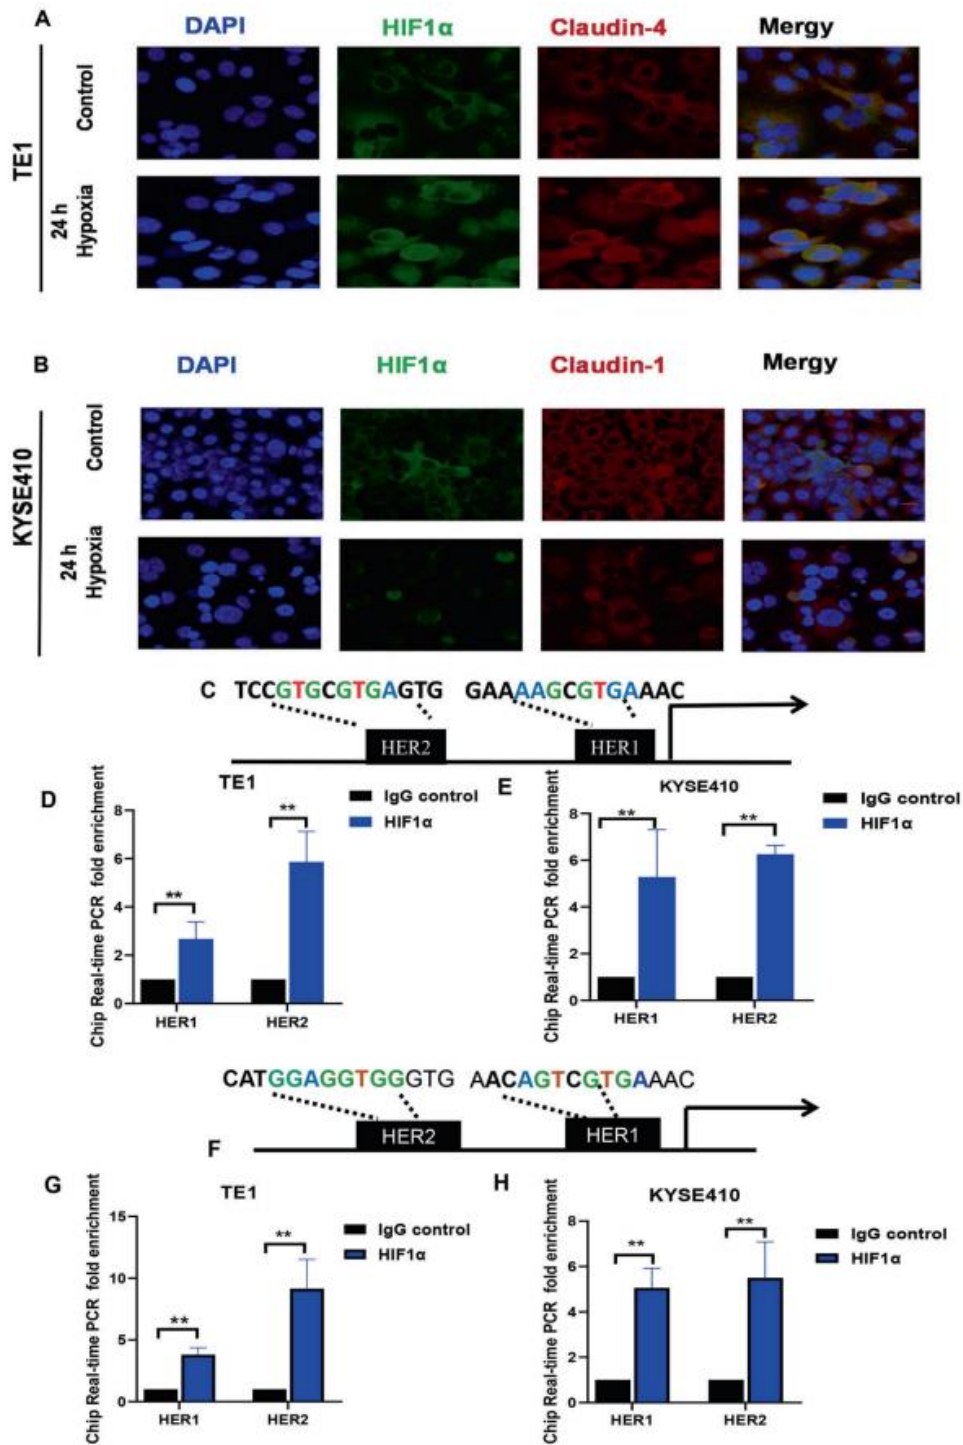 A
DAPI HIF1α Claudin-4 Mergy
TE1
Control
24 h
Hypoxia
B
DAPI HIF1α Claudin-1 Mergy
KYSE410
Control
24 h
Hypoxia
C TCCGTGCGTGAGTG GAAAAGCGTGAAAC
HER2 HER1
D
TE1
Chip Real-time PCR fold enrichment
8
6
4
2
0
**
**
HER1 HER2
IgG control
HIF1α
E
KYSE410
Chip Real-time PCR fold enrichment
8
6
4
2
0
**
**
HER1 HER2
IgG control
HIF1α
CATGGAGGTGGGTG AACAGTCGTGAAAC
HER2 HER1
F
G
TE1
Chip Real-time PCR fold enrichment
15
10
5
0
**
**
HER1 HER2
IgG control
HIF1α
H
KYSE410
Chip Real-time PCR fold enrichment
8
6
4
2
0
**
**
HER1 HER2
IgG control
HIF1α